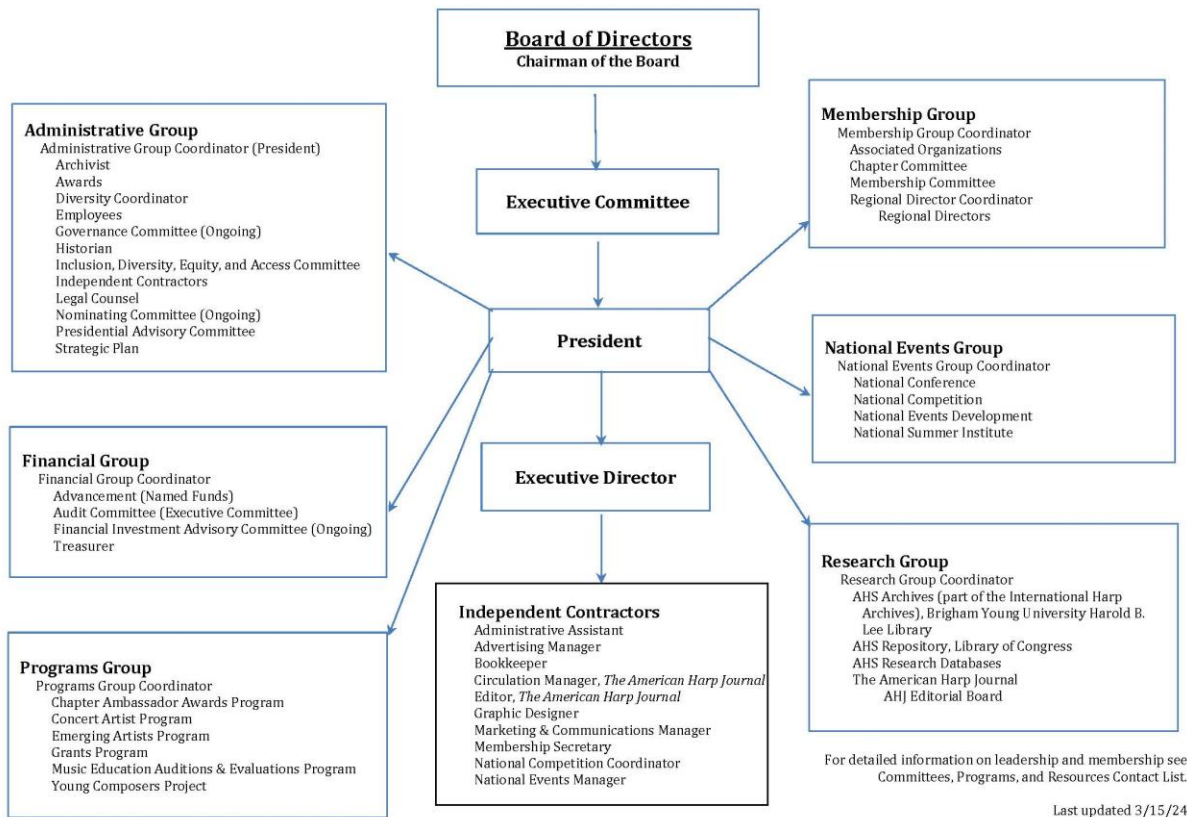 Board of Directors
Chairman of the Board
Administrative Group
Administrative Group Coordinator (President)
Archivist
Awards
Diversity Coordinator
Employees
Governance Committee (Ongoing)
Historian
Inclusion, Diversity, Equity, and Access Committee
Independent Contractors
Legal Counsel
Nominating Committee (Ongoing)
Presidential Advisory Committee
Strategic Plan
Executive Committee
Membership Group
Membership Group Coordinator
Associated Organizations
Chapter Committee
Membership Committee
Regional Director Coordinator
Regional Directors
President
National Events Group
National Events Group Coordinator
National Conference
National Competition
National Events Development
National Summer Institute
Financial Group
Financial Group Coordinator
Advancement (Named Funds)
Audit Committee (Executive Committee)
Financial Investment Advisory Committee (Ongoing)
Treasurer
Executive Director
Research Group
Research Group Coordinator
AHS Archives (part of the International Harp
Archives), Brigham Young University Harold B.
Lee Library
AHS Repository, Library of Congress
AHS Research Databases
The American Harp Journal
AHJ Editorial Board
Programs Group
Programs Group Coordinator
Chapter Ambassador Awards Program
Concert Artist Program
Emerging Artists Program
Grants Program
Music Education Auditions & Evaluations Program
Young Composers Project
Independent Contractors
Administrative Assistant
Advertising Manager
Bookkeeper
Circulation Manager, The American Harp Journal
Editor, The American Harp Journal
Graphic Designer
Marketing & Communications Manager
Membership Secretary
National Competition Coordinator
National Events Manager
For detailed information on leadership and membership see
Committees, Programs, and Resources Contact List.
Last updated 3/15/24